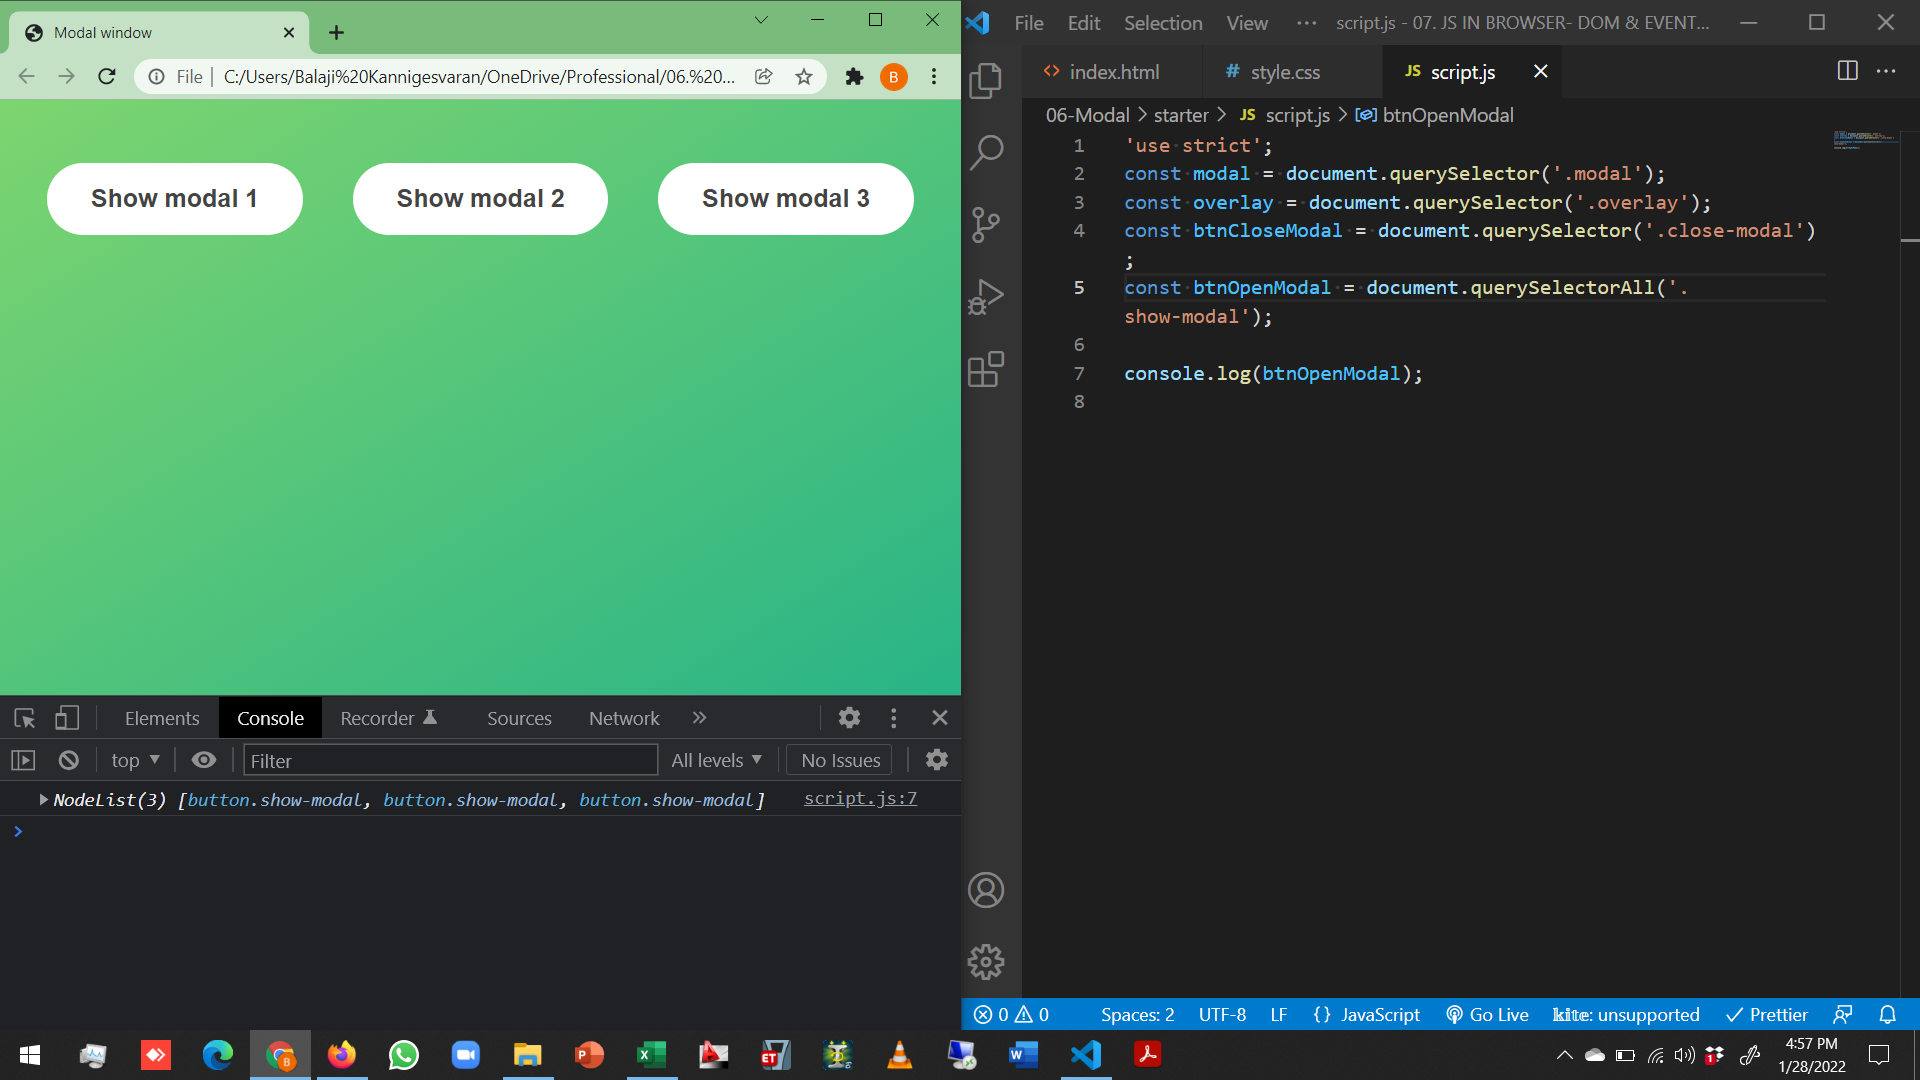 Modal window
File
C:/Users/Balaji%20Kannigesvaran/OneDrive/Professional/06.%20...
B
Show modal 1
Show modal 2
Show modal 3
Elements
Console
Recorder
Sources
Network
top
Filter
All levels
No Issues
NodeList(3) [button.show-modal, button.show-modal, button.show-modal]
script.js:7
File
Edit
Selection
View
script.js - 07. JS IN BROWSER- DOM & EVENT...
index.html
# style.css
JS script.js
06-Modal > starter > JS script.js > btnOpenModal
1 'use strict';
2 const modal = document.querySelector('.modal');
3 const overlay = document.querySelector('.overlay');
4 const btnCloseModal = document.querySelector('.close-modal')
;
5 const btnOpenModal = document.querySelectorAll('.
show-modal');
6
7 console.log(btnOpenModal);
8
0
0
Spaces: 2
UTF-8
LF
{ } JavaScript
Go Live
kite: unsupported
Prettier
4:57 PM
1/28/2022